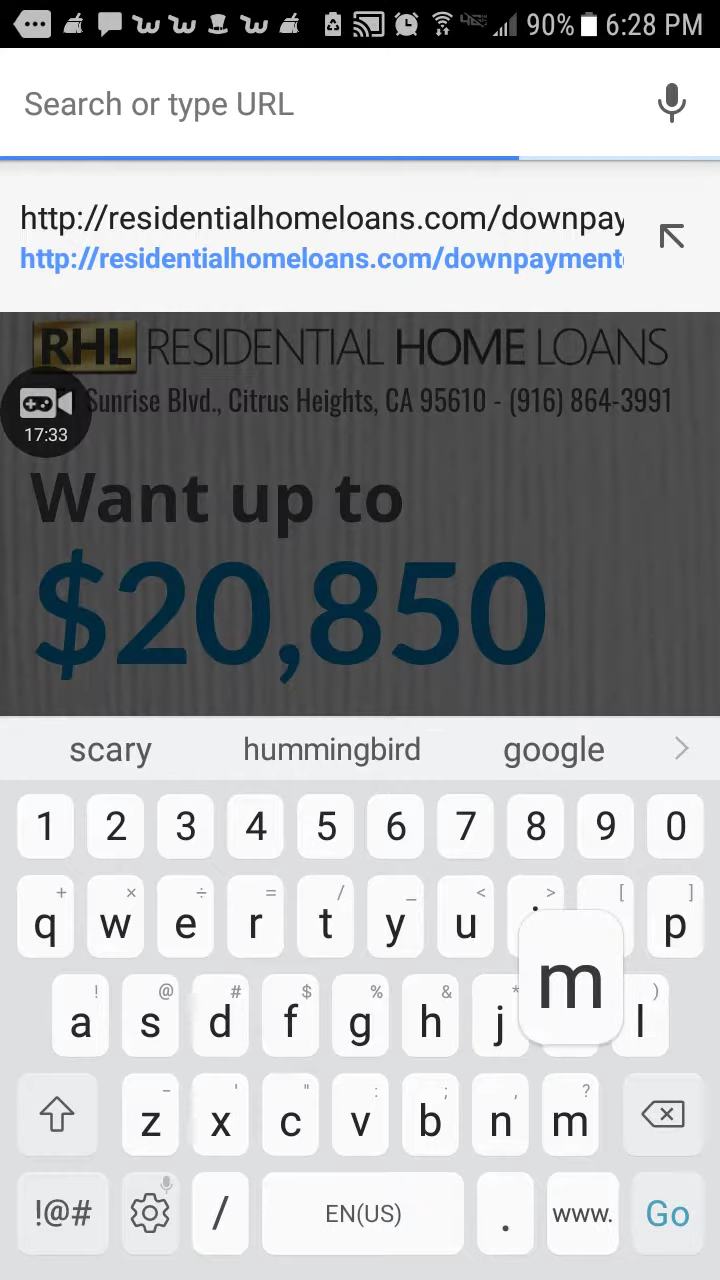 90% 6:28 PM
Search or type URL
http://residentialhomeloans.com/downpay
http://residentialhomeloans.com/downpayment
RHL RESIDENTIAL HOME LOANS
Sunrise Blvd., Citrus Heights, CA 95610 - (916) 864-3991
17:33
Want up to
$20,850
scary hummingbird google
1 2 3 4 5 6 7 8 9 0
+ × ÷ = / _ < > [ ]
q w e r t y u p
! @ # $ % & * )
a s d f g h j m l
- ' " : ; , ?
z x c v b n m
!@# / EN(US) . www. Go